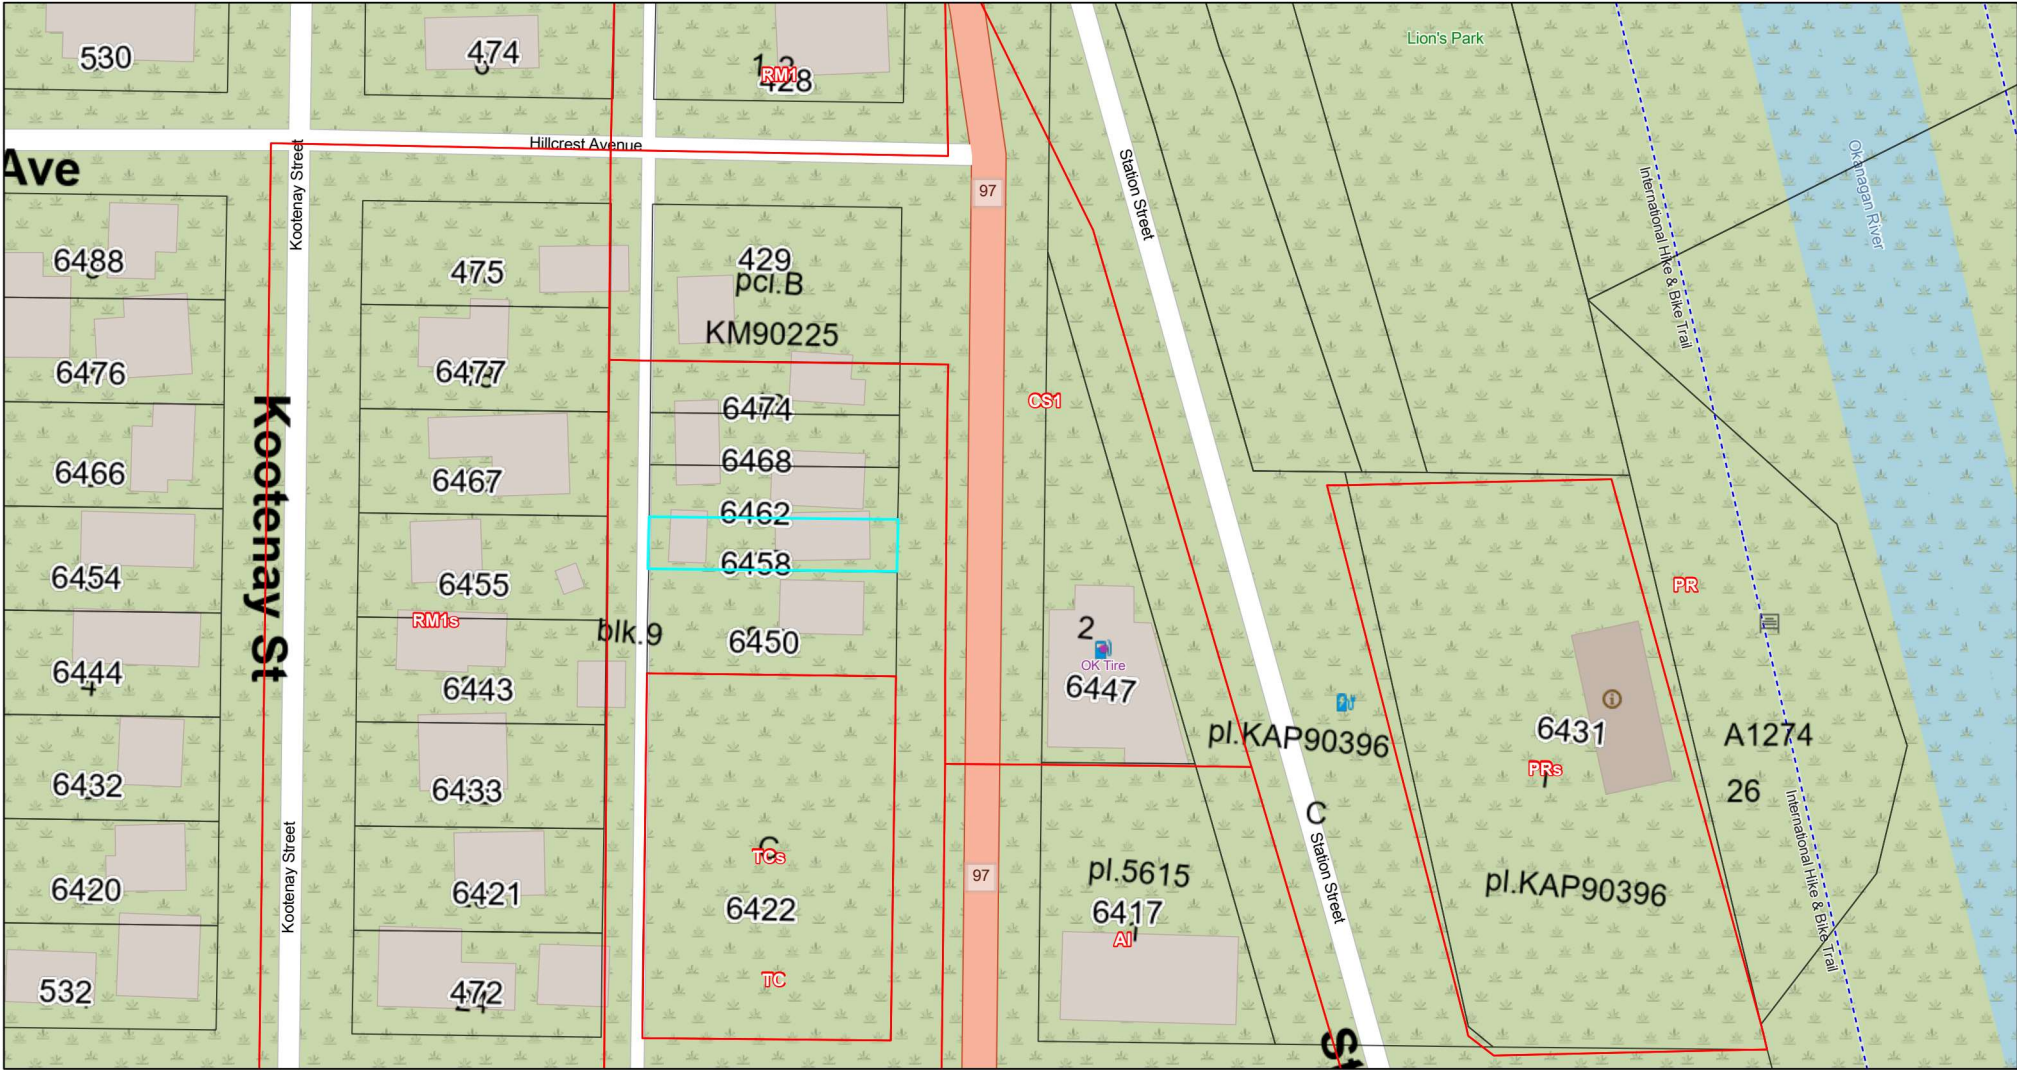 530
474
RM1
428
Lion's Park
Hillcrest Avenue
Ave
Kootenay Street
97
Station Street
International Hike & Bike Trail
Okanagan River
6488
475
429
pcl.B
KM90225
6476
6477
6474
CS1
6466
6467
6468
Kootenay St
6462
6454
6455
6458
PR
RM1s
blk.9
6450
2
OK Tire
6444
6443
6447
pl.KAP90396
6431
A1274
PRs
26
6432
6433
C
Kootenay Street
TCs
97
Station Street
International Hike & Bike Trail
6420
6421
6422
pl.5615
6417
AI
pl.KAP90396
532
472
TC
St